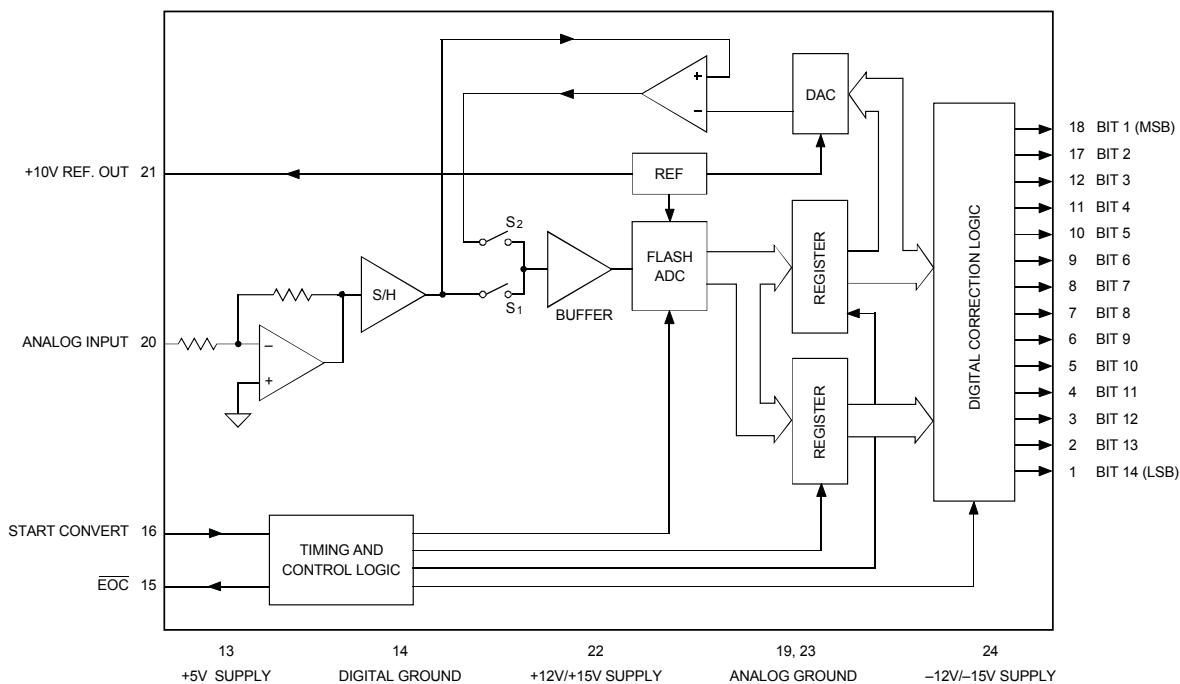 +
−
DAC
18 BIT 1 (MSB)
17 BIT 2
+10V REF. OUT 21
REF
12 BIT 3
11 BIT 4
S2
10 BIT 5
FLASH
ADC
REGISTER
9 BIT 6
S/H
8 BIT 7
S1
BUFFER
7 BIT 8
ANALOG INPUT 20
−
+
6 BIT 9
DIGITAL CORRECTION LOGIC
5 BIT 10
4 BIT 11
REGISTER
3 BIT 12
2 BIT 13
1 BIT 14 (LSB)
START CONVERT 16
TIMING AND
CONTROL LOGIC
EOC 15
13
+5V SUPPLY
14
DIGITAL GROUND
22
+12V/+15V SUPPLY
19, 23
ANALOG GROUND
24
–12V/–15V SUPPLY